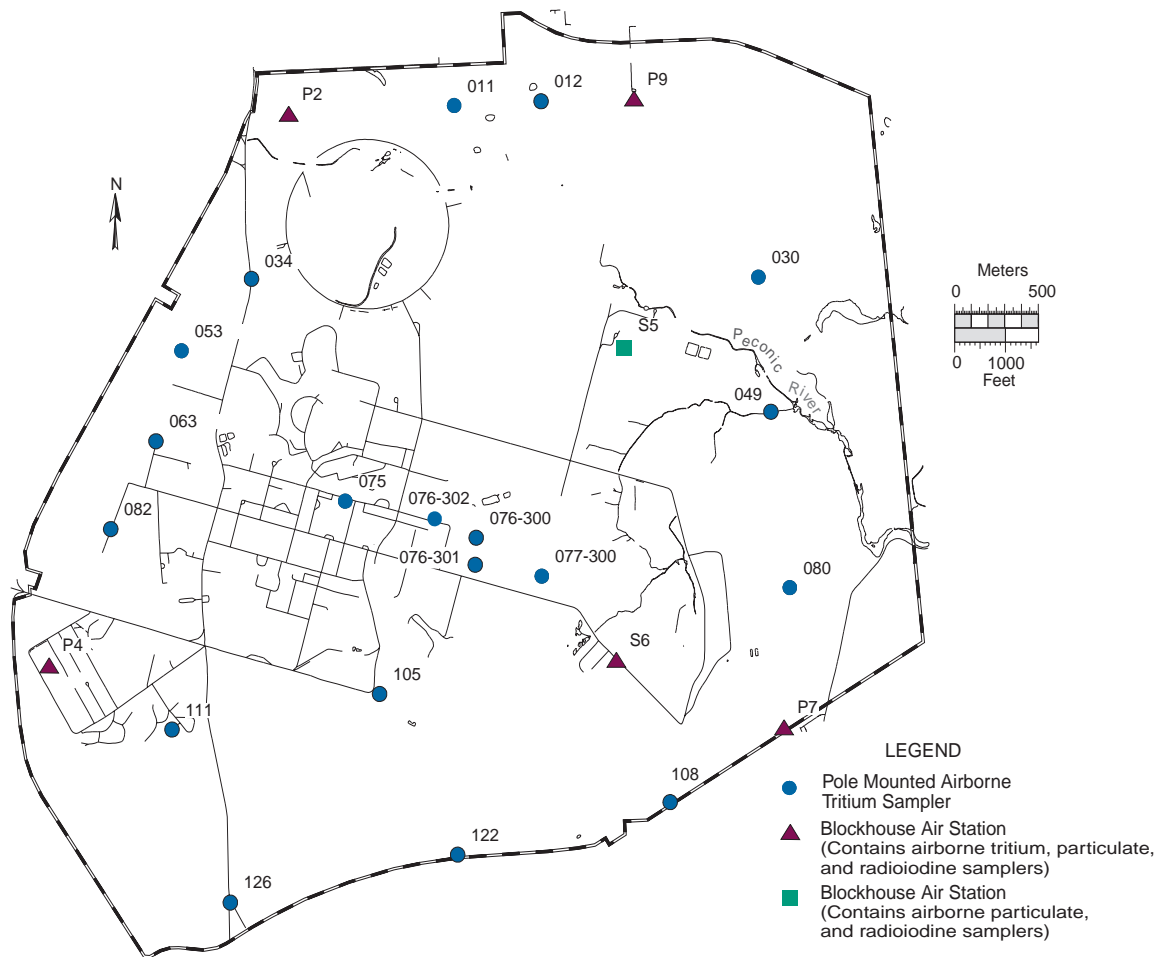 P2
011
012
P9
N
034
030
Meters
0 500
0 1000
Feet
053
S5
Peconic River
049
063
075
076-302
082
076-300
076-301
077-300
080
P4
S6
105
111
P7
108
122
126
LEGEND
Pole Mounted Airborne
Tritium Sampler
Blockhouse Air Station
(Contains airborne tritium, particulate,
and radioiodine samplers)
Blockhouse Air Station
(Contains airborne particulate,
and radioiodine samplers)